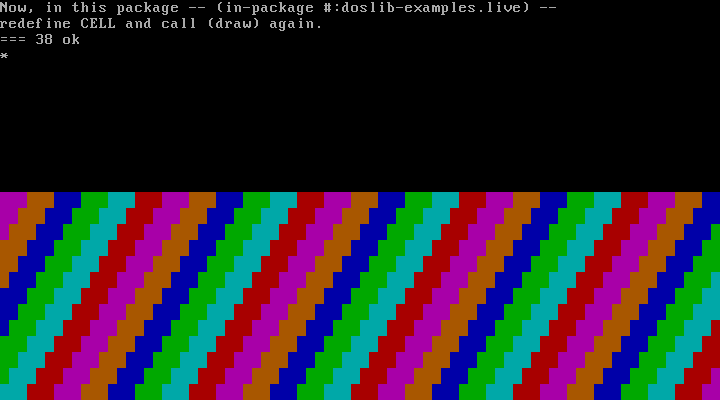 Now, in this package -- (in-package #:doslib-examples.live) --
redefine CELL and call (draw) again.
=== 38 ok
*